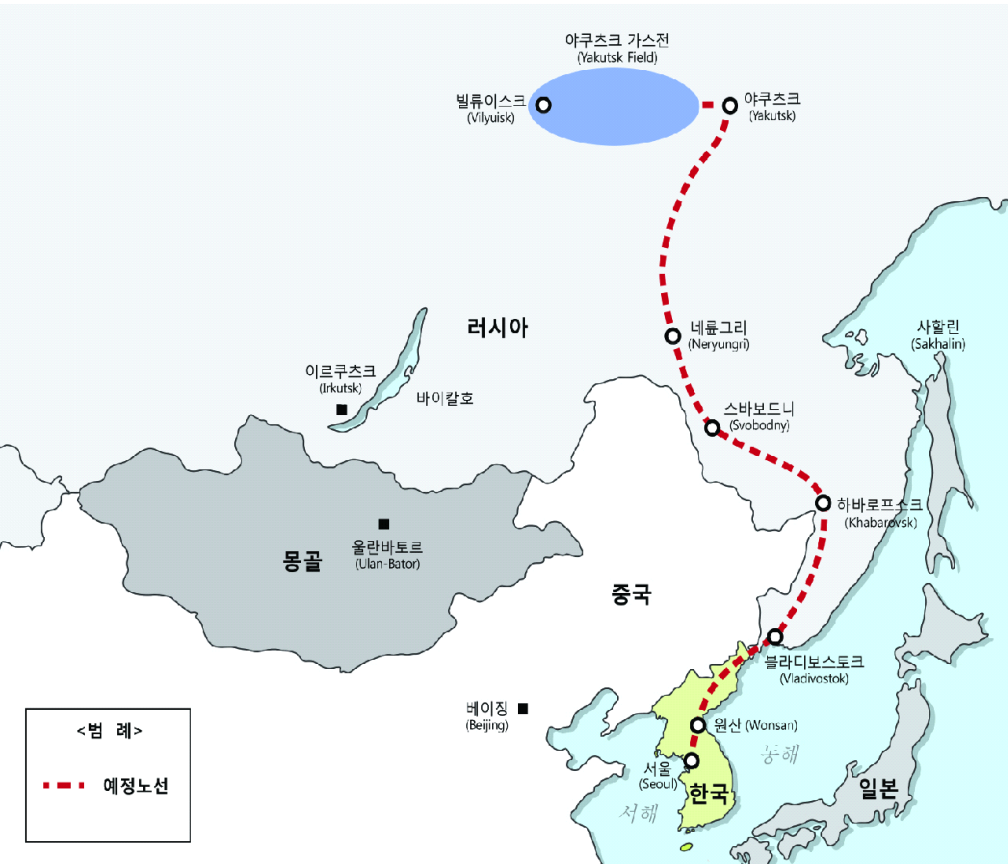 야쿠츠크 가스전
(Yakutsk Field)
빌류이스크
(Vilyuisk)
야쿠츠크
(Yakutsk)
러시아
네륨그리
(Neryungri)
사할린
(Sakhalin)
이르쿠츠크
(Irkutsk)
바이칼호
스바보드니
(Svobodny)
하바로프스크
(Khabarovsk)
울란바토르
(Ulan-Bator)
몽골
중국
블라디보스토크
(Vladivostok)
베이징
(Beijing)
원산 (Wonsan)
동해
서울
(Seoul)
한국
일본
서해
<범 례>
예정노선